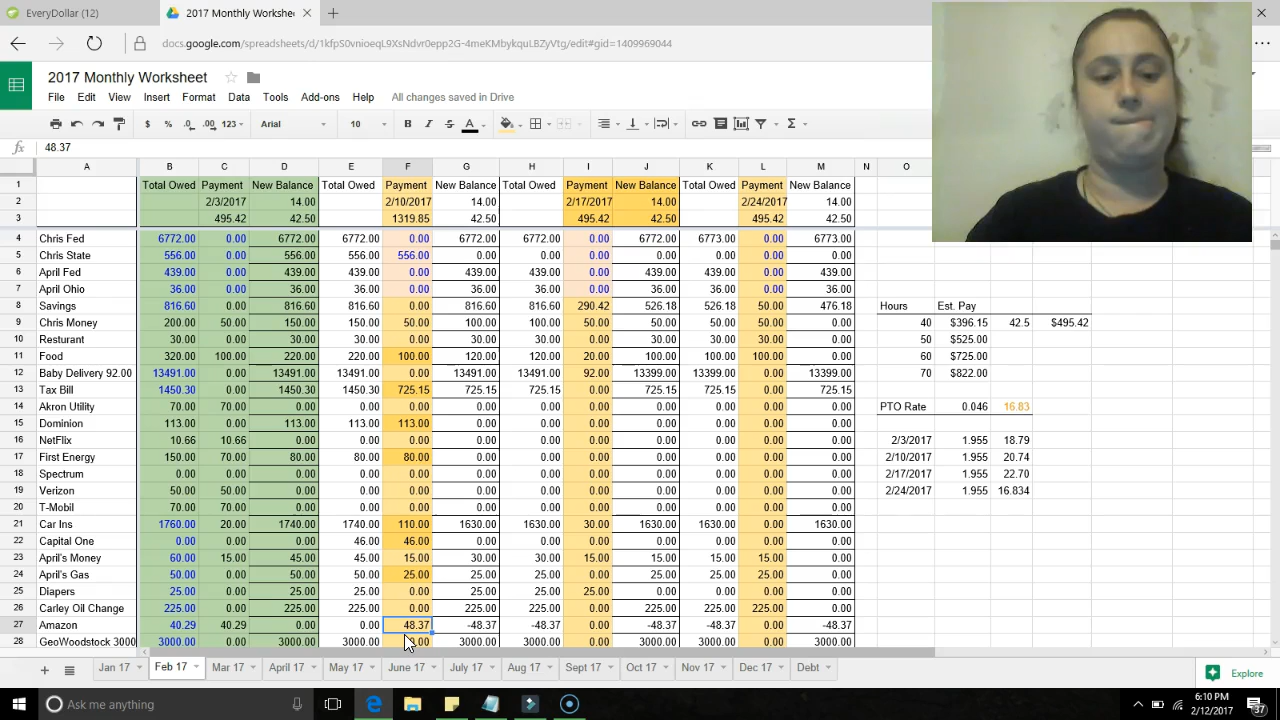 EveryDollar (12)
2017 Monthly Workshee
docs.google.com/spreadsheets/d/1kfpS0vnioeqL9XsNdvr0epp2G-4meKMbykquLBZyVtg/edit#gid=1409969044
2017 Monthly Worksheet
File Edit View Insert Format Data Tools Add-ons Help All changes saved in Drive
$ % .0 .00 123 Arial 10 B I S A Σ
fx 48.37
A B C D E F G H I J K L M N O
1 Total Owed Payment New Balance Total Owed Payment New Balance Total Owed Payment New Balance Total Owed Payment New Balance
2 2/3/2017 14.00 2/10/2017 14.00 2/17/2017 14.00 2/24/2017 14.00
3 495.42 42.50 1319.85 42.50 495.42 42.50 495.42 42.50
4 Chris Fed 6772.00 0.00 6772.00 6772.00 0.00 6772.00 6772.00 0.00 6772.00 6773.00 0.00 6773.00
5 Chris State 556.00 0.00 556.00 556.00 556.00 0.00 0.00 0.00 0.00 0.00 0.00 0.00
6 April Fed 439.00 0.00 439.00 439.00 0.00 439.00 439.00 0.00 439.00 439.00 0.00 439.00
7 April Ohio 36.00 0.00 36.00 36.00 0.00 36.00 36.00 0.00 36.00 36.00 0.00 36.00
8 Savings 816.60 0.00 816.60 816.60 0.00 816.60 816.60 290.42 526.18 526.18 50.00 476.18 Hours Est. Pay
9 Chris Money 200.00 50.00 150.00 150.00 50.00 100.00 100.00 50.00 50.00 50.00 50.00 0.00 40 $396.15 42.5 $495.42
10 Resturant 30.00 0.00 30.00 30.00 0.00 30.00 30.00 0.00 30.00 30.00 0.00 30.00 50 $525.00
11 Food 320.00 100.00 220.00 220.00 100.00 120.00 120.00 20.00 100.00 100.00 100.00 0.00 60 $725.00
12 Baby Delivery 92.00 13491.00 0.00 13491.00 13491.00 0.00 13491.00 13491.00 92.00 13399.00 13399.00 0.00 13399.00 70 $822.00
13 Tax Bill 1450.30 0.00 1450.30 1450.30 725.15 725.15 725.15 0.00 725.15 725.15 0.00 725.15
14 Akron Utility 70.00 70.00 0.00 0.00 0.00 0.00 0.00 0.00 0.00 0.00 0.00 0.00 PTO Rate 0.046 16.83
15 Dominion 113.00 0.00 113.00 113.00 113.00 0.00 0.00 0.00 0.00 0.00 0.00 0.00
16 NetFlix 10.66 10.66 0.00 0.00 0.00 0.00 0.00 0.00 0.00 0.00 0.00 0.00 2/3/2017 1.955 18.79
17 First Energy 150.00 70.00 80.00 80.00 80.00 0.00 0.00 0.00 0.00 0.00 0.00 0.00 2/10/2017 1.955 20.74
18 Spectrum 0.00 0.00 0.00 0.00 0.00 0.00 0.00 0.00 0.00 0.00 0.00 0.00 2/17/2017 1.955 22.70
19 Verizon 50.00 50.00 0.00 0.00 0.00 0.00 0.00 0.00 0.00 0.00 0.00 0.00 2/24/2017 1.955 16.834
20 T-Mobil 70.00 70.00 0.00 0.00 0.00 0.00 0.00 0.00 0.00 0.00 0.00 0.00
21 Car Ins 1760.00 20.00 1740.00 1740.00 110.00 1630.00 1630.00 30.00 1630.00 1630.00 0.00 1630.00
22 Capital One 0.00 0.00 0.00 46.00 46.00 0.00 0.00 0.00 0.00 0.00 0.00 0.00
23 April's Money 60.00 15.00 45.00 45.00 15.00 30.00 30.00 15.00 15.00 15.00 15.00 0.00
24 April's Gas 50.00 0.00 50.00 50.00 25.00 25.00 25.00 0.00 25.00 25.00 25.00 0.00
25 Diapers 25.00 0.00 25.00 25.00 0.00 25.00 25.00 0.00 25.00 25.00 0.00 25.00
26 Carley Oil Change 225.00 0.00 225.00 225.00 0.00 225.00 225.00 0.00 225.00 225.00 225.00 0.00
27 Amazon 40.29 40.29 0.00 0.00 48.37 -48.37 -48.37 0.00 -48.37 -48.37 0.00 -48.37
28 GeoWoodstock 3000 3000.00 0.00 3000.00 3000.00 3000.00 3000.00 0.00 3000.00 3000.00 0.00 3000.00
Jan 17 Feb 17 Mar 17 April 17 May 17 June 17 July 17 Aug 17 Sept 17 Oct 17 Nov 17 Dec 17 Debt Explore
Ask me anything
6:10 PM
2/12/2017
37